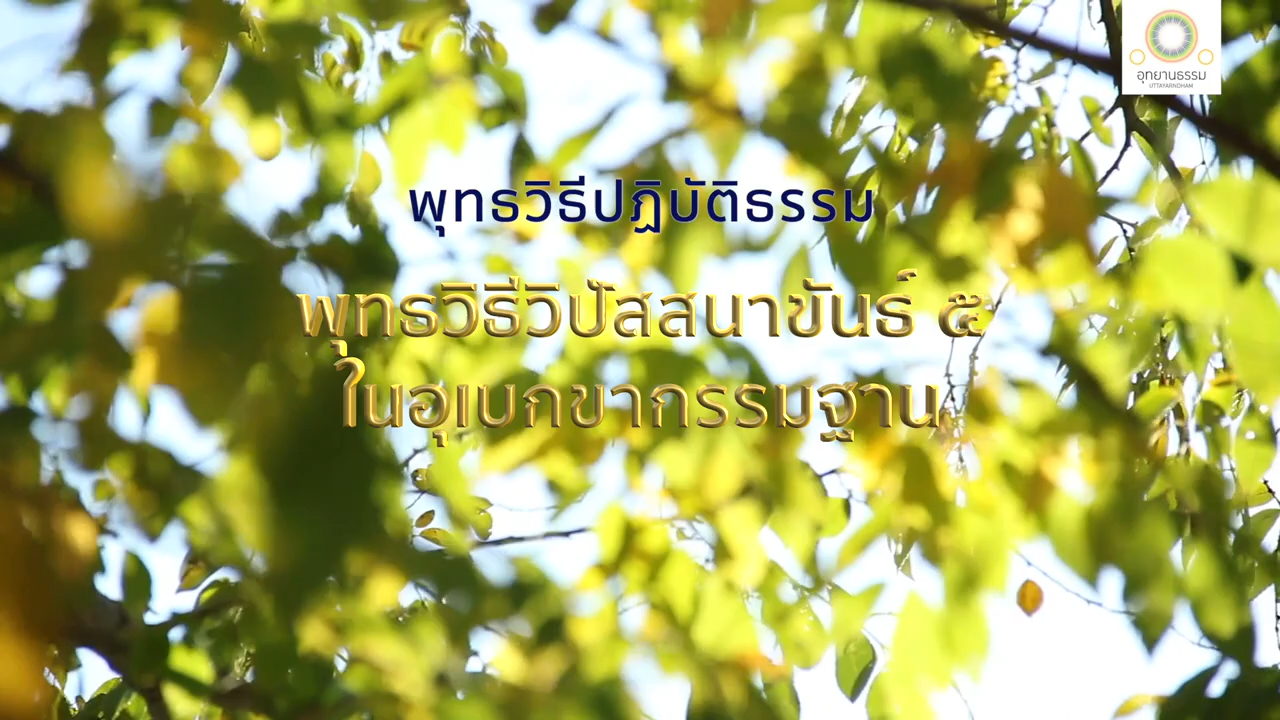 อุทยานธรรม
UTTAYARNDHAM
พุทธวิธีปฏิบัติธรรม
พุทธวิธีวิปัสสนาขันธ์ ๕
ในอุเบกขากรรมฐาน